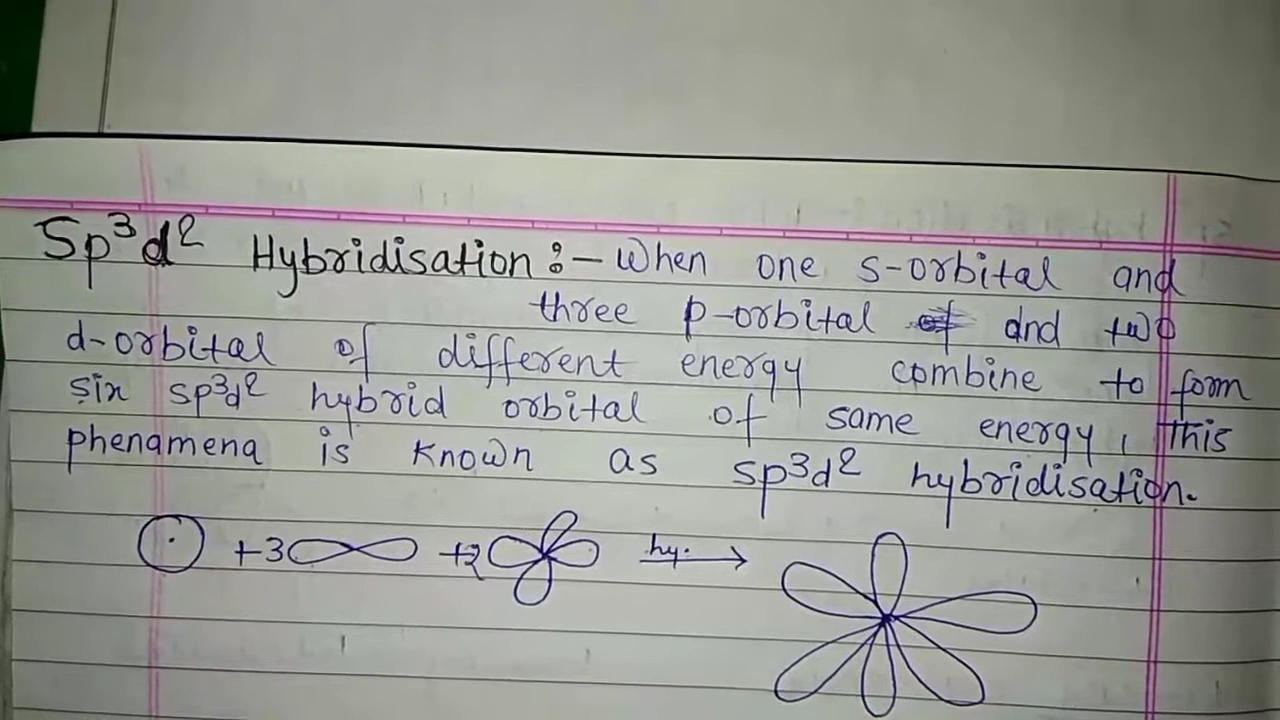 Sp³d² Hybridisation :- When one s-orbital and
three p-orbital and two
d-orbital of different energy combine to form
six sp³d² hybrid orbital of same energy, This
phenamena is known as sp³d² hybridisation.
+3 +2 hy.